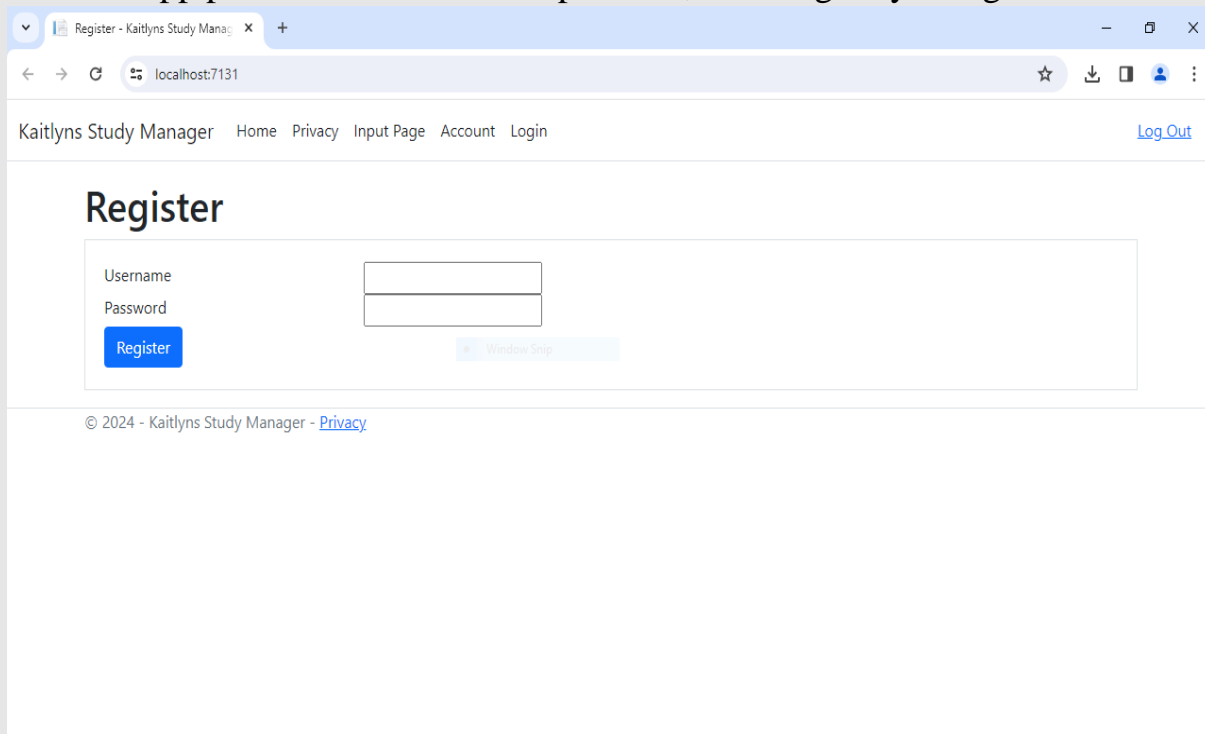 Register - Kaitlyns Study Manag
localhost:7131
Kaitlyns Study Manager Home Privacy Input Page Account Login Log Out
Register
Username
Password
Register
Window Snip
© 2024 - Kaitlyns Study Manager - Privacy